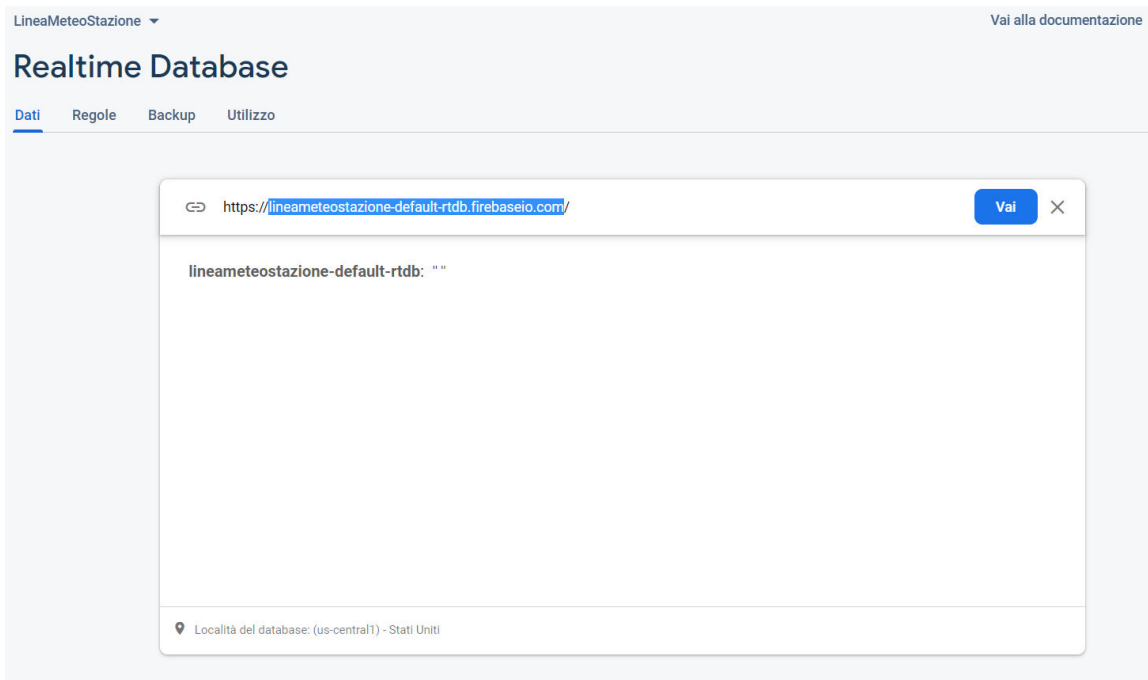 LineaMeteoStazione
Vai alla documentazione
Realtime Database
Dati Regole Backup Utilizzo
https://lineameteostazione-default-rtdb.firebaseio.com/
Vai
lineameteostazione-default-rtdb: ""
Località del database: (us-central1) - Stati Uniti